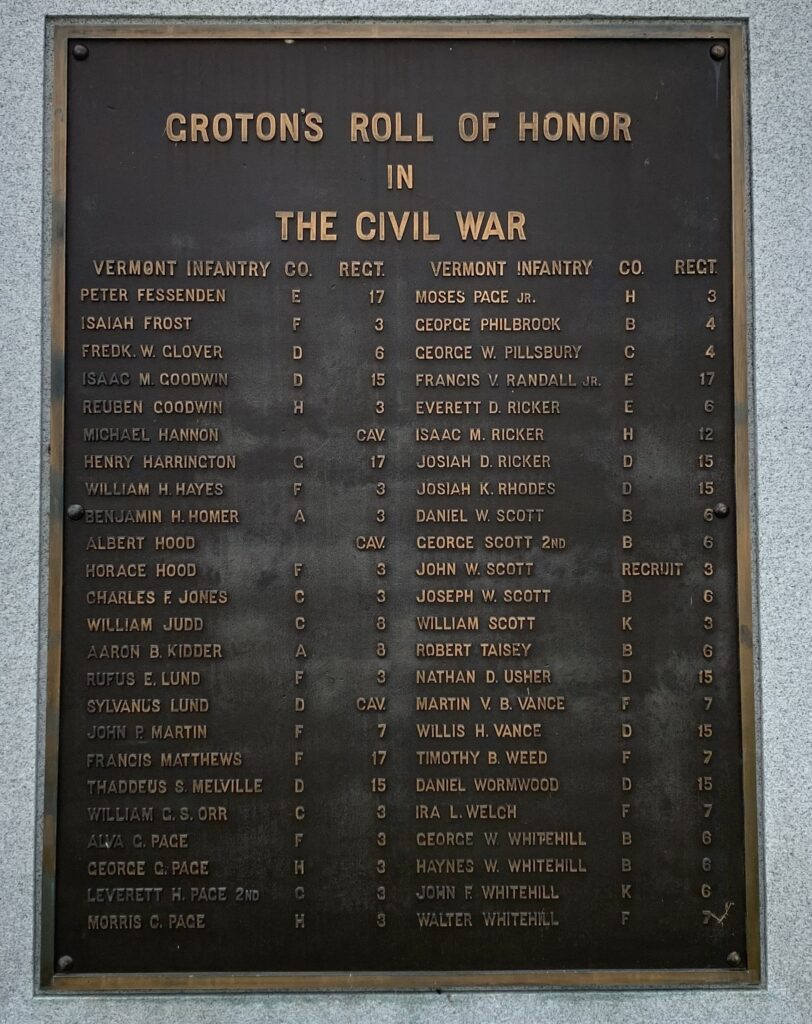 GROTON'S ROLL OF HONOR
IN
THE CIVIL WAR
VERMONT INFANTRY CO. REGT.
PETER FESSENDEN E 17
ISAIAH FROST F 3
FREDK. W. GLOVER D 6
ISAAC M. GOODWIN D 15
REUBEN GOODWIN H 3
MICHAEL HANNON CAV.
HENRY HARRINGTON G 17
WILLIAM H. HAYES F 3
BENJAMIN H. HOMER A 3
ALBERT HOOD CAV.
HORACE HOOD F 3
CHARLES F. JONES C 3
WILLIAM JUDD C 8
AARON B. KIDDER A 8
RUFUS E. LUND F 3
SYLVANUS LUND D CAV.
JOHN P. MARTIN F 7
FRANCIS MATTHEWS F 17
THADDEUS S. MELVILLE D 15
WILLIAM G. S. ORR C 3
ALVA G. PAGE F 3
GEORGE G. PAGE H 3
LEVERETT H. PAGE 2ND C 3
MORRIS C. PAGE H 3
VERMONT INFANTRY CO. REGT.
MOSES PAGE JR. H 3
GEORGE PHILBROOK B 4
GEORGE W. PILLSBURY C 4
FRANCIS V. RANDALL JR. E 17
EVERETT D. RICKER E 6
ISAAC M. RICKER H 12
JOSIAH D. RICKER D 15
JOSIAH K. RHODES D 15
DANIEL W. SCOTT B 6
GEORGE SCOTT 2ND B 6
JOHN W. SCOTT RECRUIT 3
JOSEPH W. SCOTT B 6
WILLIAM SCOTT K 3
ROBERT TAISEY B 6
NATHAN D. USHER D 15
MARTIN V. B. VANCE F 7
WILLIS H. VANCE D 15
TIMOTHY B. WEED F 7
DANIEL WORMWOOD D 15
IRA L. WELCH F 7
GEORGE W. WHITEHILL B 6
HAYNES W. WHITEHILL B 6
JOHN F. WHITEHILL K 6
WALTER WHITEHILL F 7